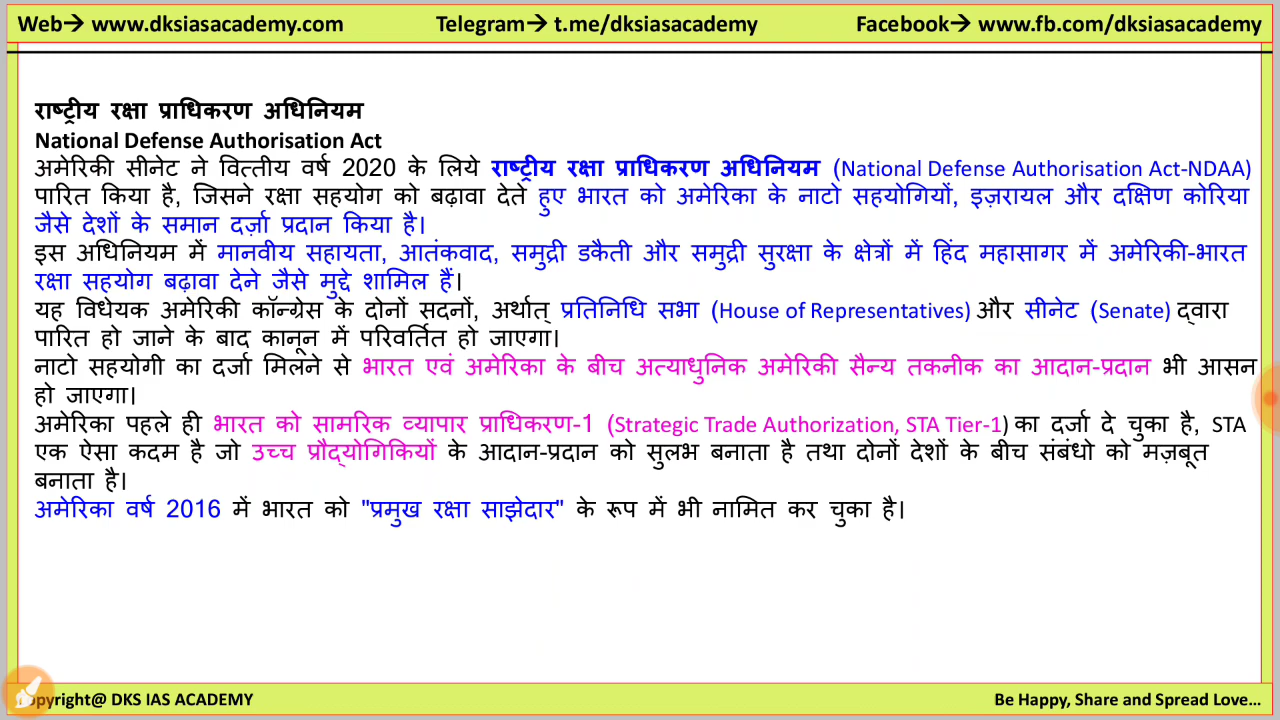 Web→ www.dksiasacademy.com Telegram→ t.me/dksiasacademy Facebook→ www.fb.com/dksiasacademy
राष्ट्रीय रक्षा प्राधिकरण अधिनियम
National Defense Authorisation Act
अमेरिकी सीनेट ने वित्तीय वर्ष 2020 के लिये राष्ट्रीय रक्षा प्राधिकरण अधिनियम (National Defense Authorisation Act-NDAA)
पारित किया है, जिसने रक्षा सहयोग को बढ़ावा देते हुए भारत को अमेरिका के नाटो सहयोगियों, इज़रायल और दक्षिण कोरिया
जैसे देशों के समान दर्ज़ा प्रदान किया है।
इस अधिनियम में मानवीय सहायता, आतंकवाद, समुद्री डकैती और समुद्री सुरक्षा के क्षेत्रों में हिंद महासागर में अमेरिकी-भारत
रक्षा सहयोग बढ़ावा देने जैसे मुद्दे शामिल हैं।
यह विधेयक अमेरिकी कॉन्ग्रेस के दोनों सदनों, अर्थात् प्रतिनिधि सभा (House of Representatives) और सीनेट (Senate) द्वारा
पारित हो जाने के बाद कानून में परिवर्तित हो जाएगा।
नाटो सहयोगी का दर्जा मिलने से भारत एवं अमेरिका के बीच अत्याधुनिक अमेरिकी सैन्य तकनीक का आदान-प्रदान भी आसन
हो जाएगा।
अमेरिका पहले ही भारत को सामरिक व्यापार प्राधिकरण-1 (Strategic Trade Authorization, STA Tier-1) का दर्जा दे चुका है, STA
एक ऐसा कदम है जो उच्च प्रौद्योगिकियों के आदान-प्रदान को सुलभ बनाता है तथा दोनों देशों के बीच संबंधो को मज़बूत
बनाता है।
अमेरिका वर्ष 2016 में भारत को "प्रमुख रक्षा साझेदार" के रूप में भी नामित कर चुका है।
opyright@ DKS IAS ACADEMY Be Happy, Share and Spread Love...